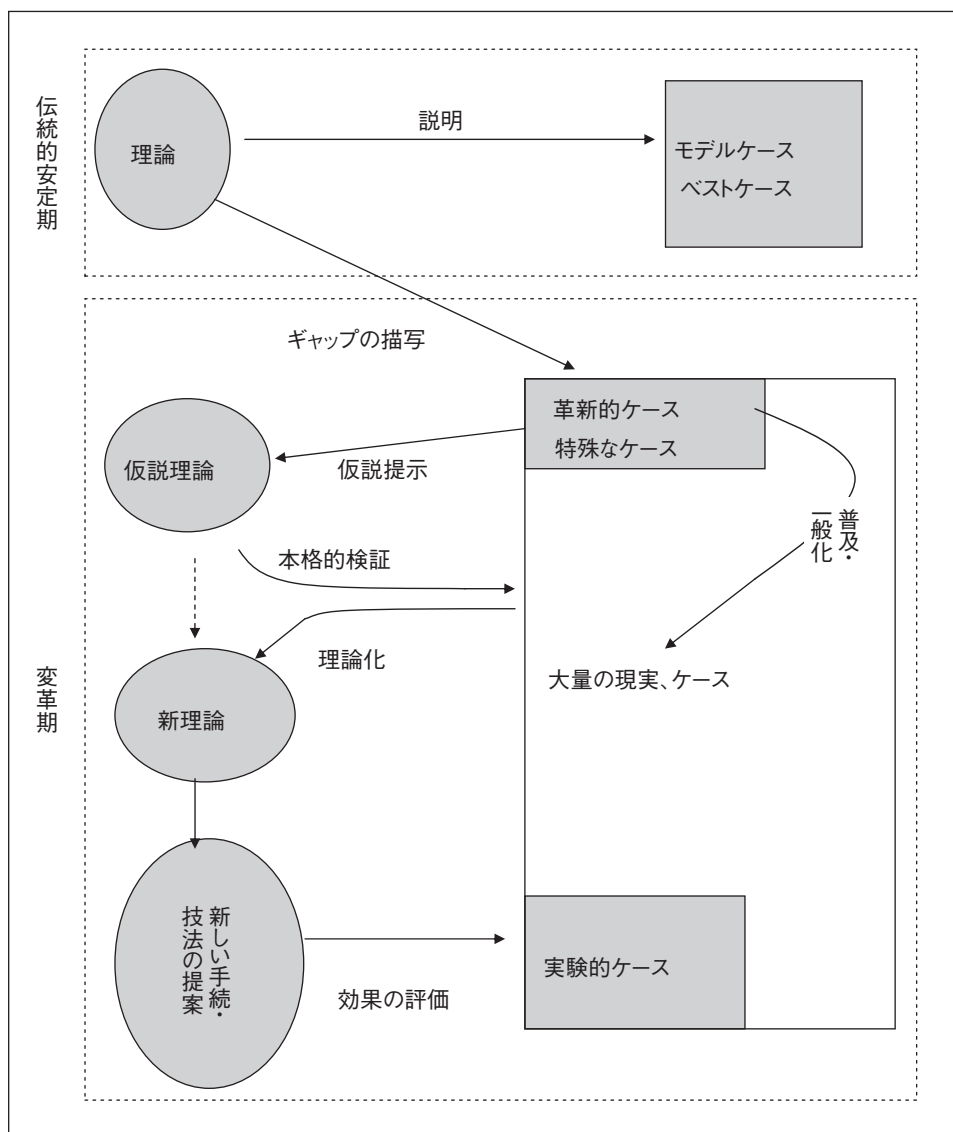 伝統的安定期
理論
説明
モデルケース
ベストケース
ギャップの描写
変革期
革新的ケース
特殊なケース
仮説理論
仮説提示
普及・
一般化
本格的検証
理論化
新理論
大量の現実、ケース
新しい手続・
技法の提案
効果の評価
実験的ケース